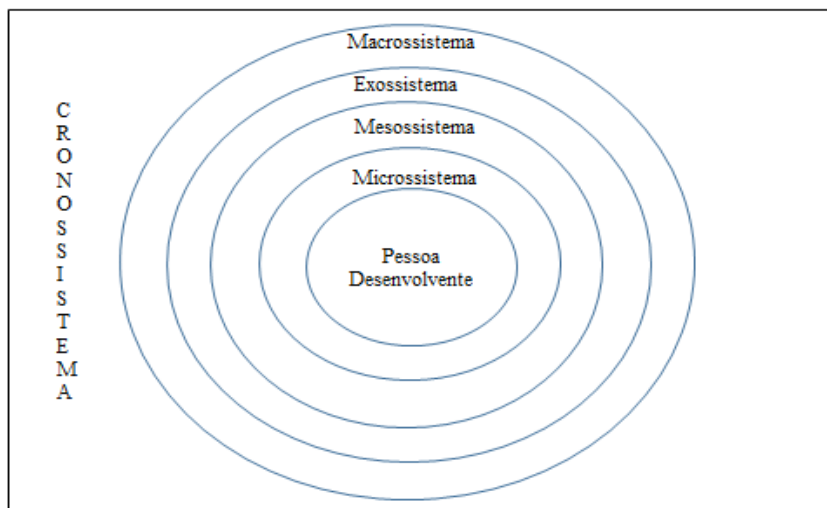 Macrossistema
Exossistema
Mesossistema
Microssistema
Pessoa
Desenvolvente
C
R
O
N
O
S
S
I
S
T
E
M
A